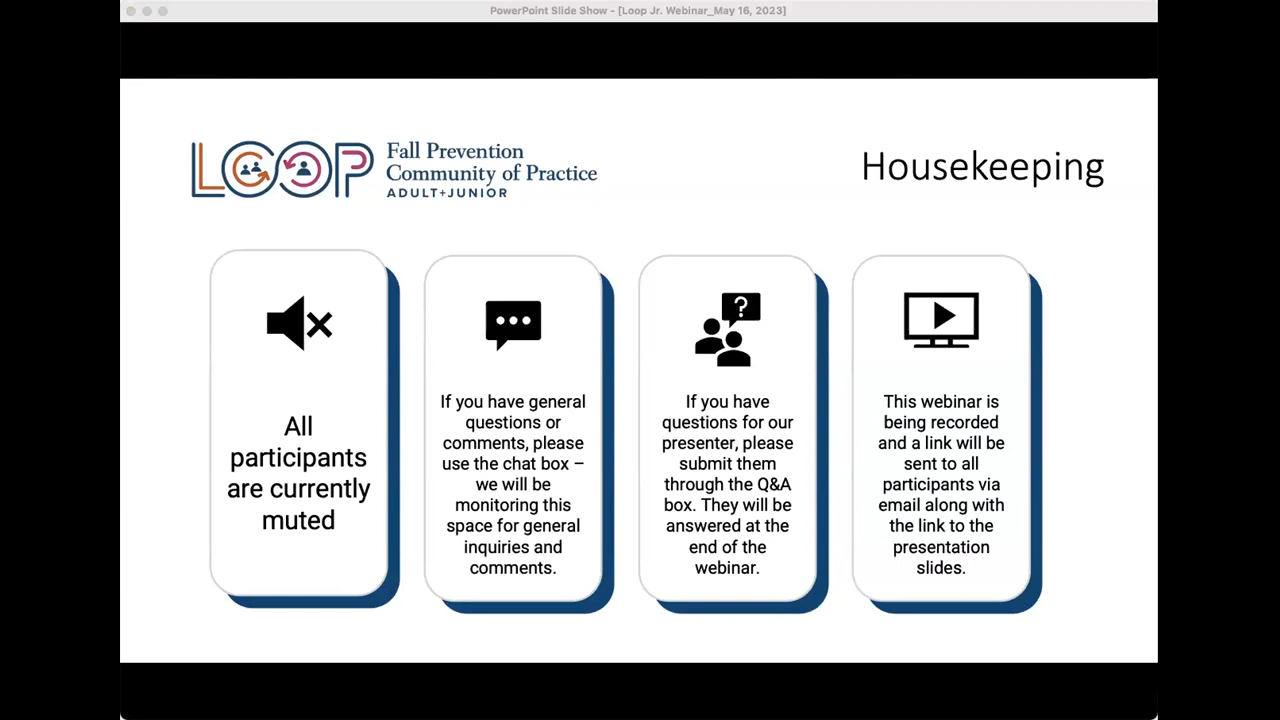 PowerPoint Slide Show - [Loop Jr. Webinar_May 16, 2023]
LOOP
Fall Prevention
Community of Practice
ADULT+JUNIOR
Housekeeping
All
participants
are currently
muted
If you have general
questions or
comments, please
use the chat box –
we will be
monitoring this
space for general
inquiries and
comments.
?
If you have
questions for our
presenter, please
submit them
through the Q&A
box. They will be
answered at the
end of the
webinar.
This webinar is
being recorded
and a link will be
sent to all
participants via
email along with
the link to the
presentation
slides.